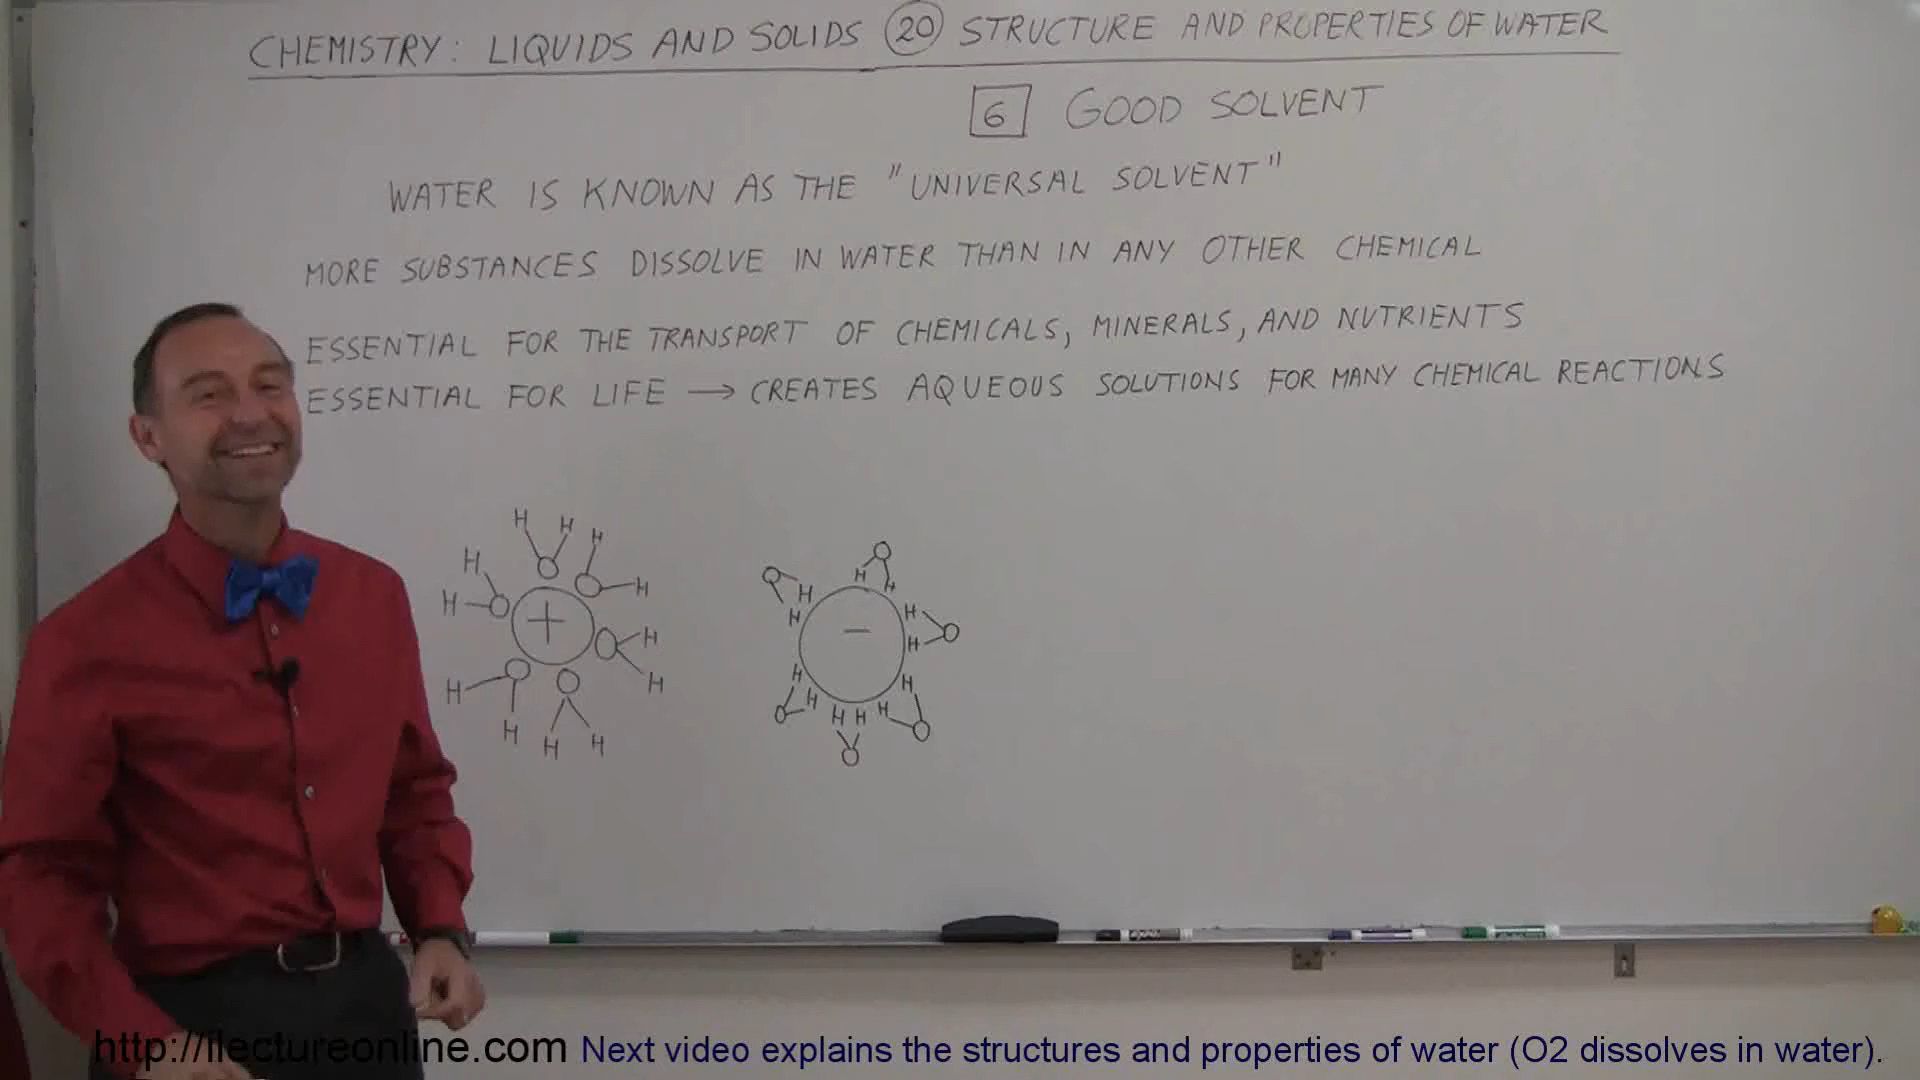 CHEMISTRY: LIQUIDS AND SOLIDS 20 STRUCTURE AND PROPERTIES OF WATER
6 GOOD SOLVENT
WATER IS KNOWN AS THE "UNIVERSAL SOLVENT"
MORE SUBSTANCES DISSOLVE IN WATER THAN IN ANY OTHER CHEMICAL
ESSENTIAL FOR THE TRANSPORT OF CHEMICALS, MINERALS, AND NUTRIENTS
ESSENTIAL FOR LIFE → CREATES AQUEOUS SOLUTIONS FOR MANY CHEMICAL REACTIONS
H H H
H O O H
H O + O H
H O O H
H H H
O O
H H H H
H - H O
H H
H H H
O H H O
O
http://ilectureonline.com Next video explains the structures and properties of water (O2 dissolves in water).